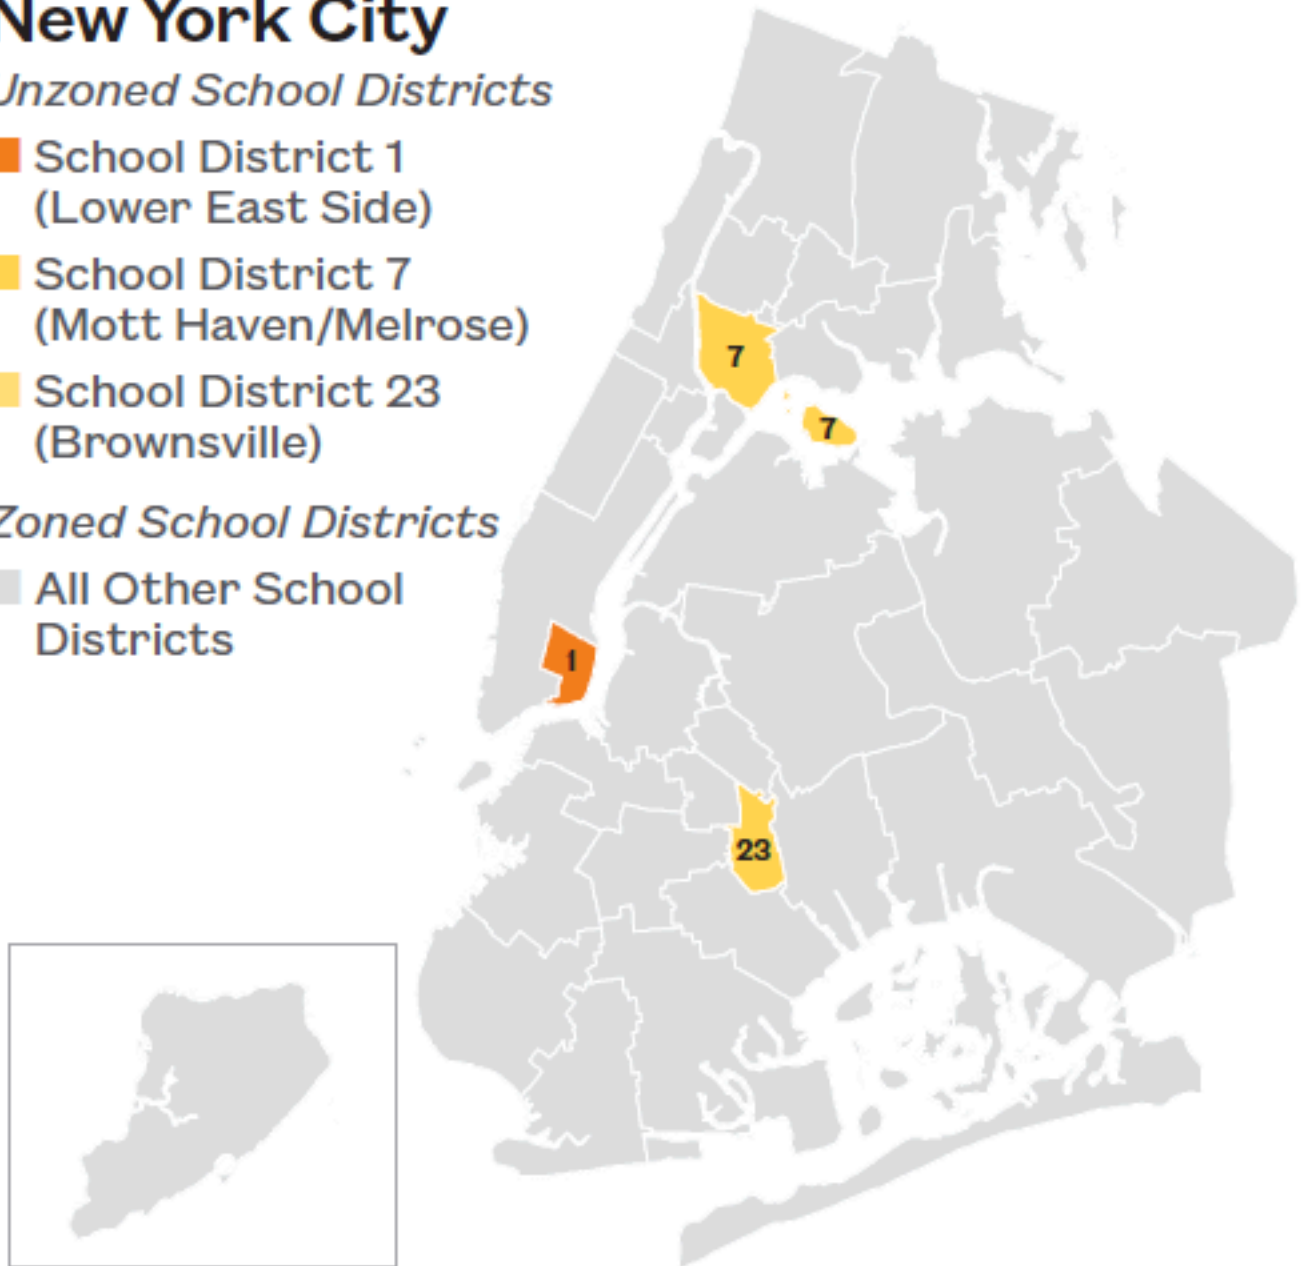 New York City
Unzoned School Districts
School District 1
(Lower East Side)
School District 7
(Mott Haven/Melrose)
School District 23
(Brownsville)
Zoned School Districts
All Other School
Districts
7
7
1
23